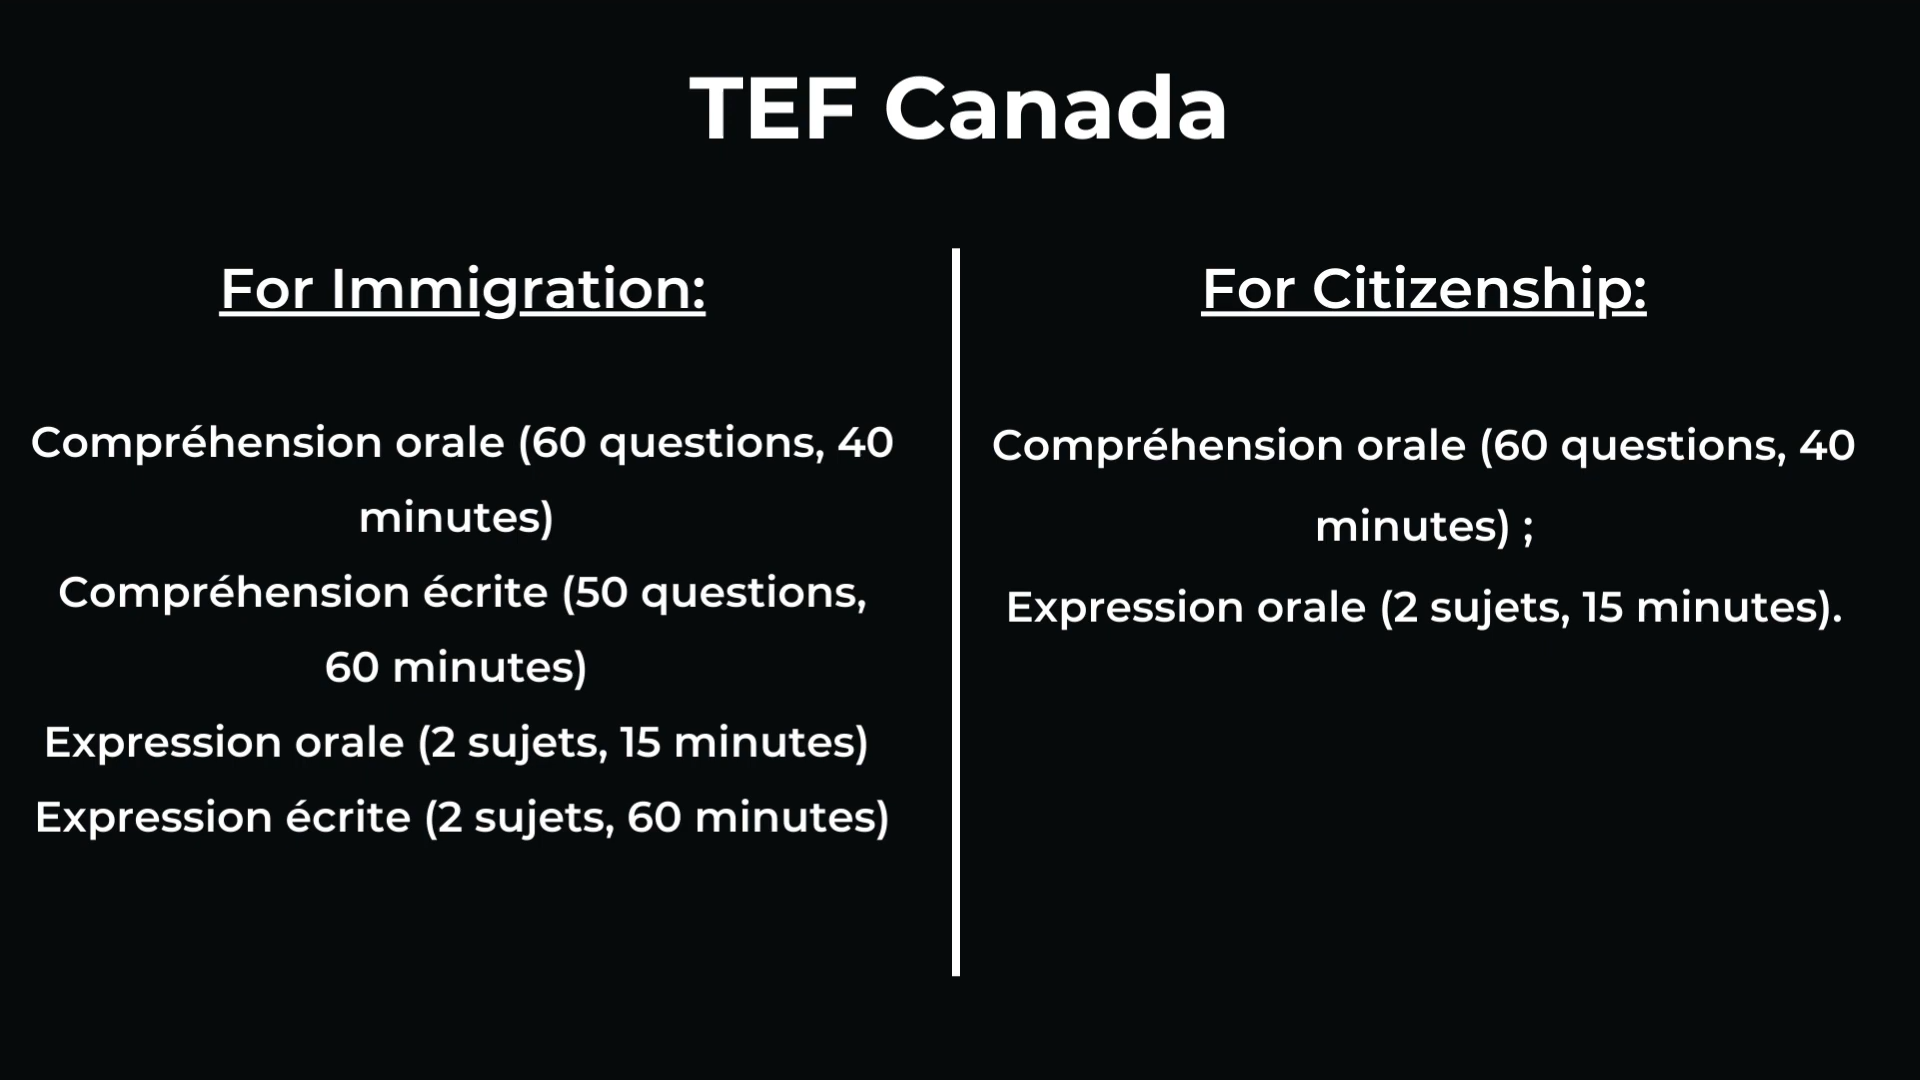 TEF Canada
For Immigration:
Compréhension orale (60 questions, 40
minutes)
Compréhension écrite (50 questions,
60 minutes)
Expression orale (2 sujets, 15 minutes)
Expression écrite (2 sujets, 60 minutes)
For Citizenship:
Compréhension orale (60 questions, 40
minutes) ;
Expression orale (2 sujets, 15 minutes).